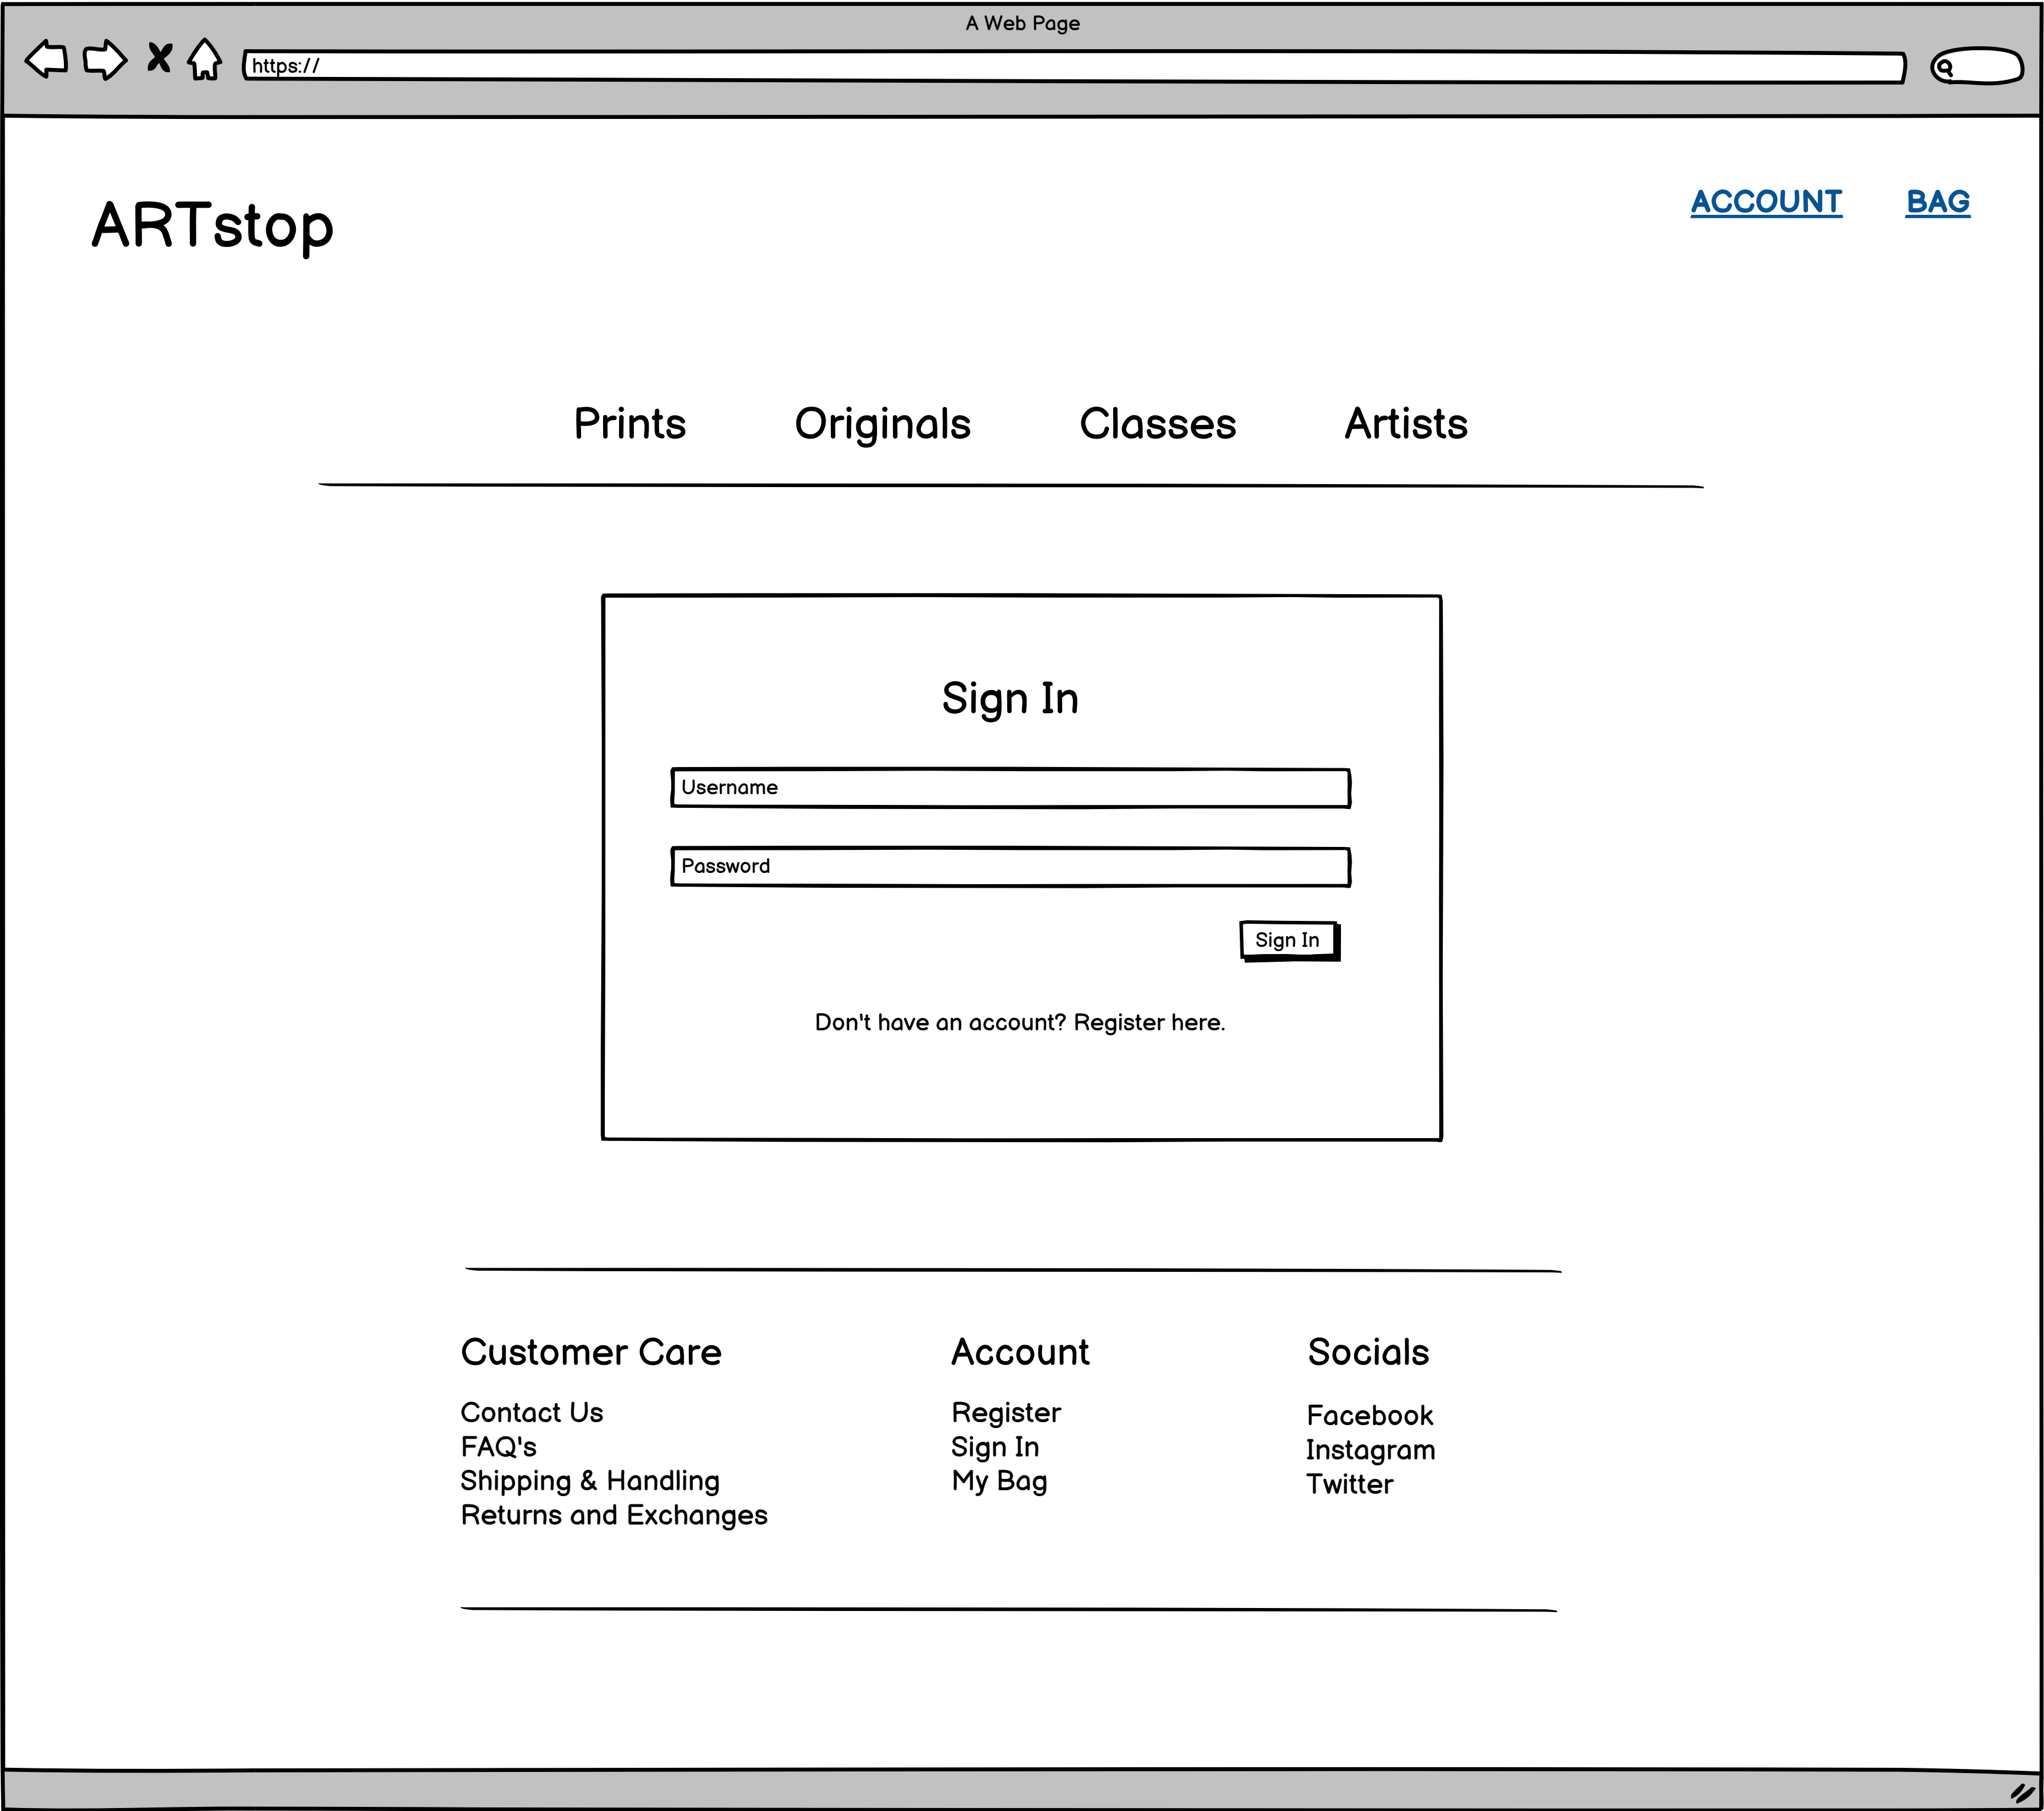 A Web Page
https://
ARTstop
ACCOUNT BAG
Prints Originals Classes Artists
Sign In
Username
Password
Sign In
Don't have an account? Register here.
Customer Care
Contact Us
FAQ's
Shipping & Handling
Returns and Exchanges
Account
Register
Sign In
My Bag
Socials
Facebook
Instagram
Twitter